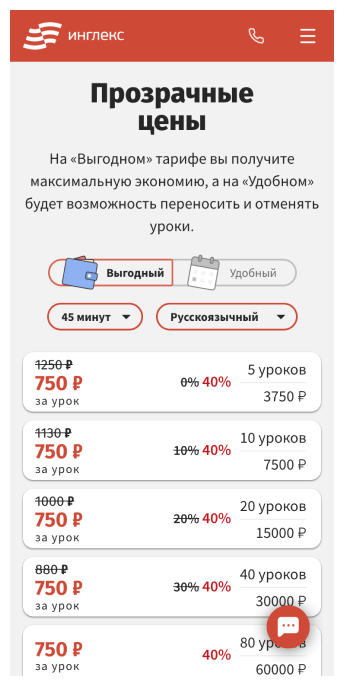 инглекс
Прозрачные
цены
На «Выгодном» тарифе вы получите
максимальную экономию, а на «Удобном»
будет возможность переносить и отменять
уроки.
Выгодный
Удобный
45 минут
Русскоязычный
1250 ₽
750 ₽
за урок
0% 40%
5 уроков
3750 ₽
1130 ₽
750 ₽
за урок
10% 40%
10 уроков
7500 ₽
1000 ₽
750 ₽
за урок
20% 40%
20 уроков
15000 ₽
880 ₽
750 ₽
за урок
30% 40%
40 уроков
30000 ₽
750 ₽
за урок
40%
80 уроков
60000 ₽